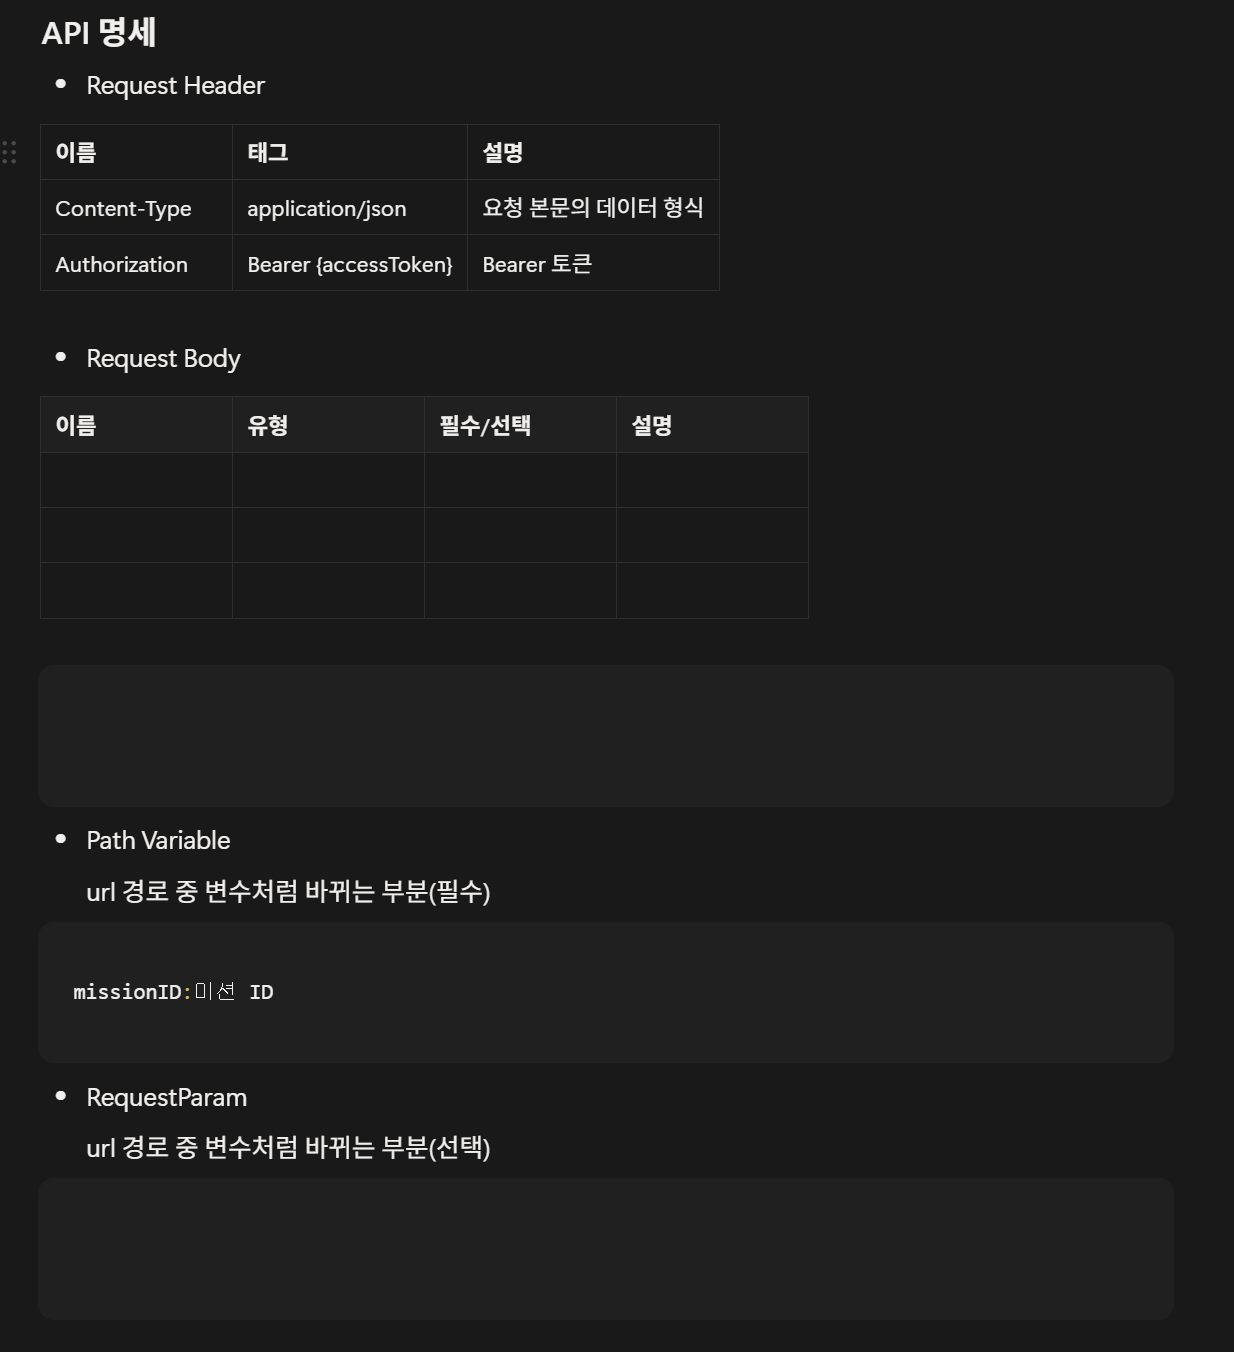 API 명세
Request Header
이름 태그 설명
Content-Type application/json 요청 본문의 데이터 형식
Authorization Bearer {accessToken} Bearer 토큰
Request Body
이름 유형 필수/선택 설명
Path Variable
url 경로 중 변수처럼 바뀌는 부분(필수)
missionID:미션 ID
RequestParam
url 경로 중 변수처럼 바뀌는 부분(선택)